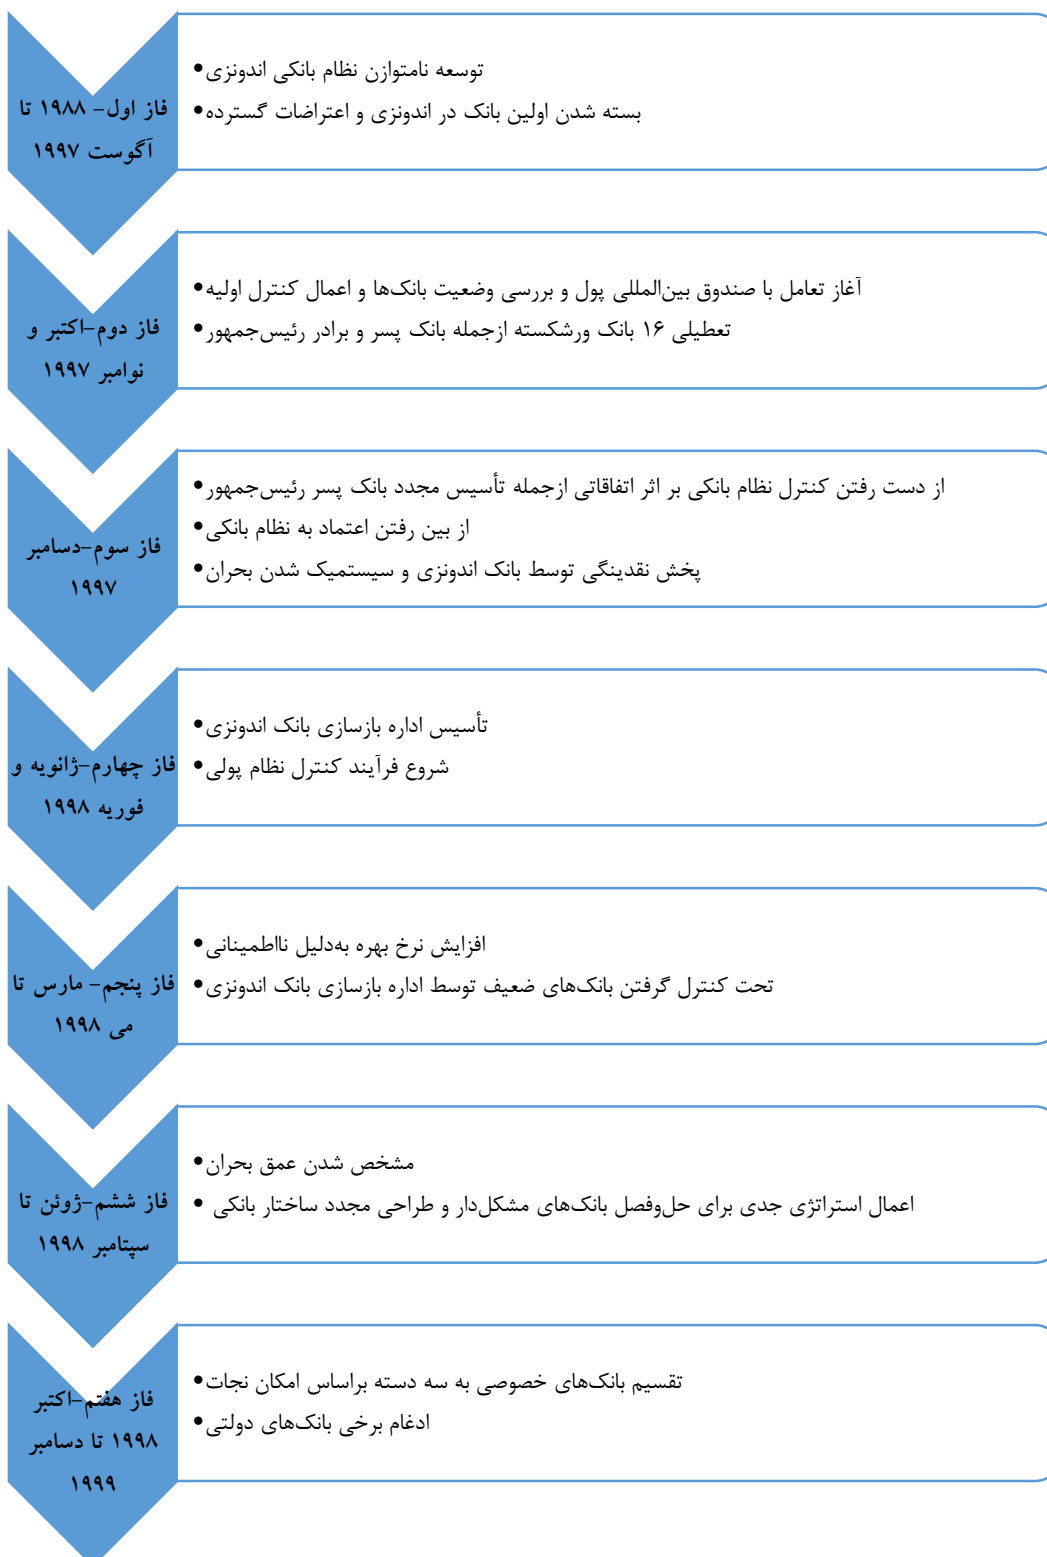 فاز اول- ۱۹۸۸ تا
آگوست ۱۹۹۷
•توسعه نامتوازن نظام بانکی اندونزی
•بسته شدن اولین بانک در اندونزی و اعتراضات گسترده
فاز دوم-اکتبر و
نوامبر ۱۹۹۷
•آغاز تعامل با صندوق بین‌المللی پول و بررسی وضعیت بانک‌ها و اعمال کنترل اولیه
•تعطیلی ۱۶ بانک ورشکسته ازجمله بانک پسر و برادر رئیس‌جمهور
فاز سوم-دسامبر
۱۹۹۷
•از دست رفتن کنترل نظام بانکی بر اثر اتفاقاتی ازجمله تأسیس مجدد بانک پسر رئیس‌جمهور
•از بین رفتن اعتماد به نظام بانکی
•پخش نقدینگی توسط بانک اندونزی و سیستمیک شدن بحران
فاز چهارم-ژانویه و
فوریه ۱۹۹۸
•تأسیس اداره بازسازی بانک اندونزی
•شروع فرآیند کنترل نظام پولی
فاز پنجم- مارس تا
می ۱۹۹۸
•افزایش نرخ بهره به‌دلیل نااطمینانی
•تحت کنترل گرفتن بانک‌های ضعیف توسط اداره بازسازی بانک اندونزی
فاز ششم-ژوئن تا
سپتامبر ۱۹۹۸
•مشخص شدن عمق بحران
• اعمال استراتژی جدی برای حل‌وفصل بانک‌های مشکل‌دار و طراحی مجدد ساختار بانکی
فاز هفتم-اکتبر
۱۹۹۸ تا دسامبر
۱۹۹۹
•تقسیم بانک‌های خصوصی به سه دسته براساس امکان نجات
•ادغام برخی بانک‌های دولتی